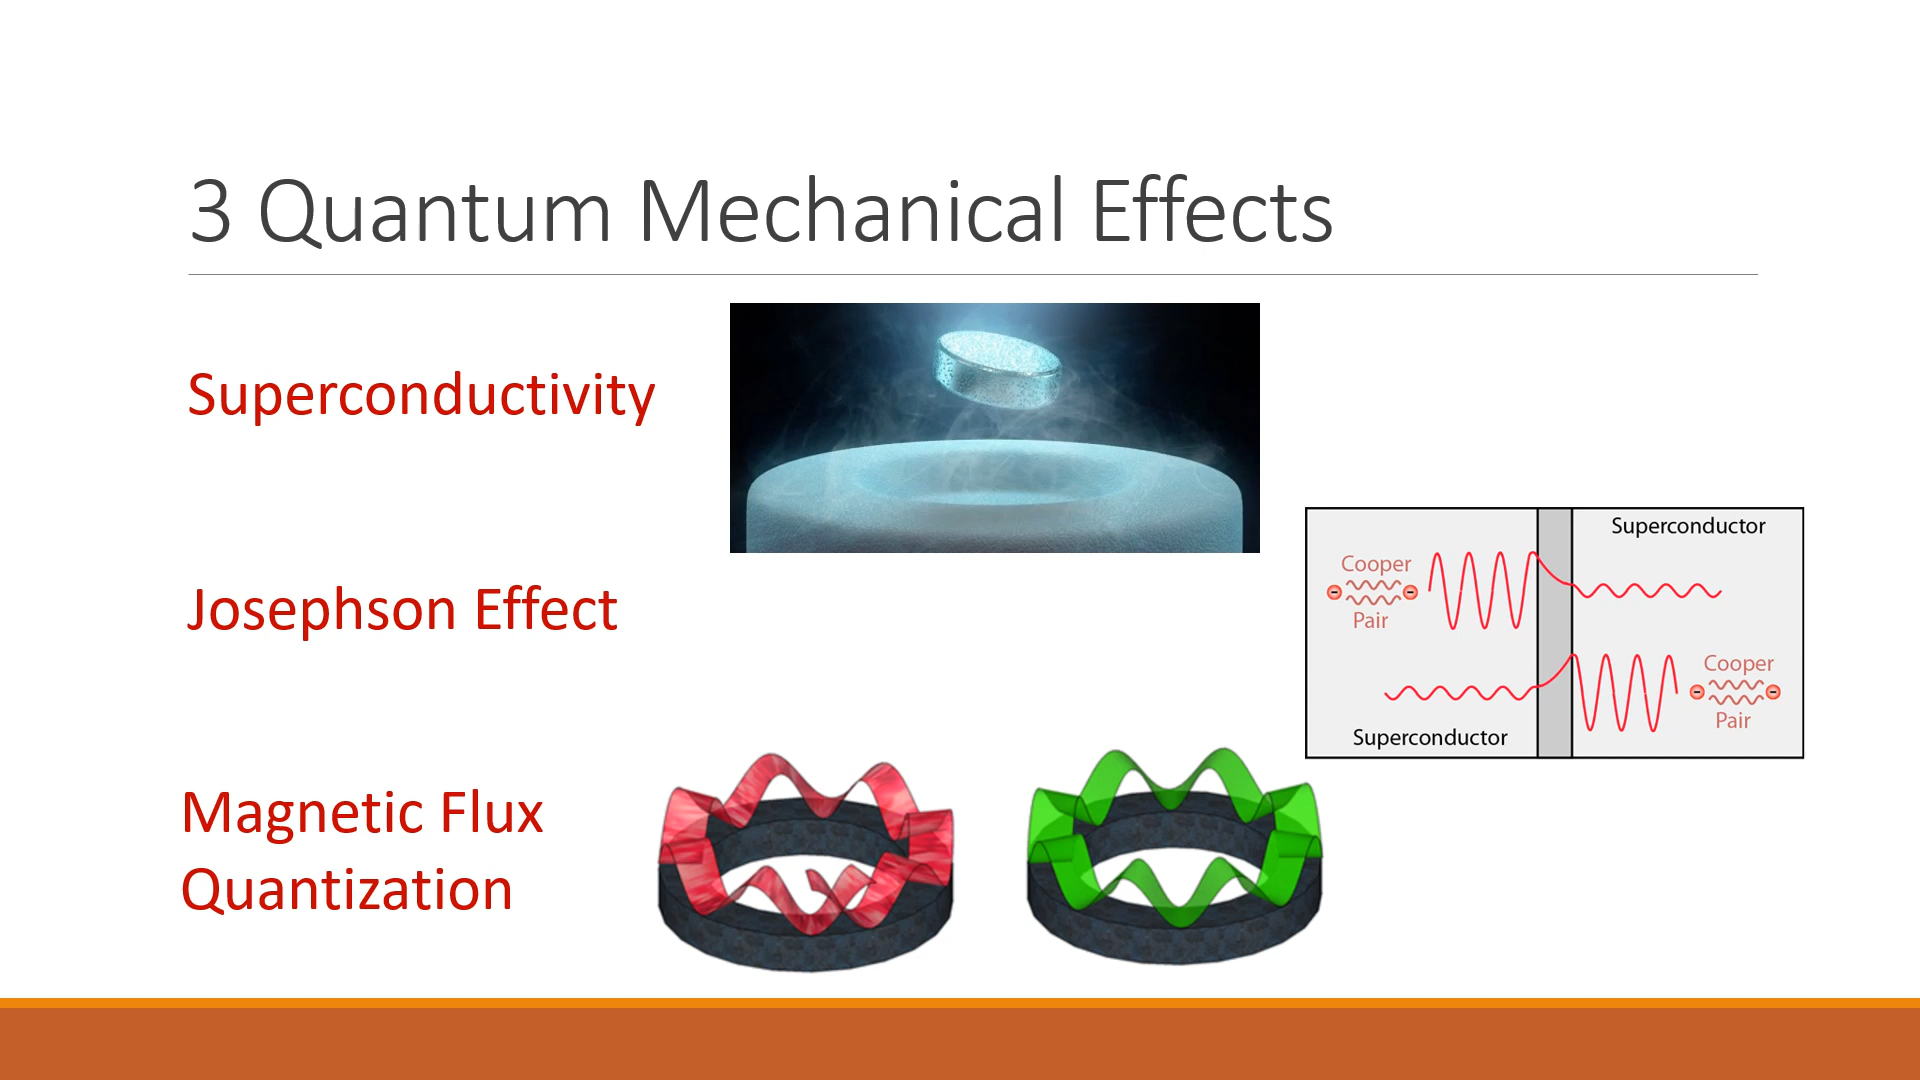 3 Quantum Mechanical Effects
Superconductivity
Superconductor
Cooper
Pair
Josephson Effect
Cooper
Pair
Superconductor
Magnetic Flux
Quantization